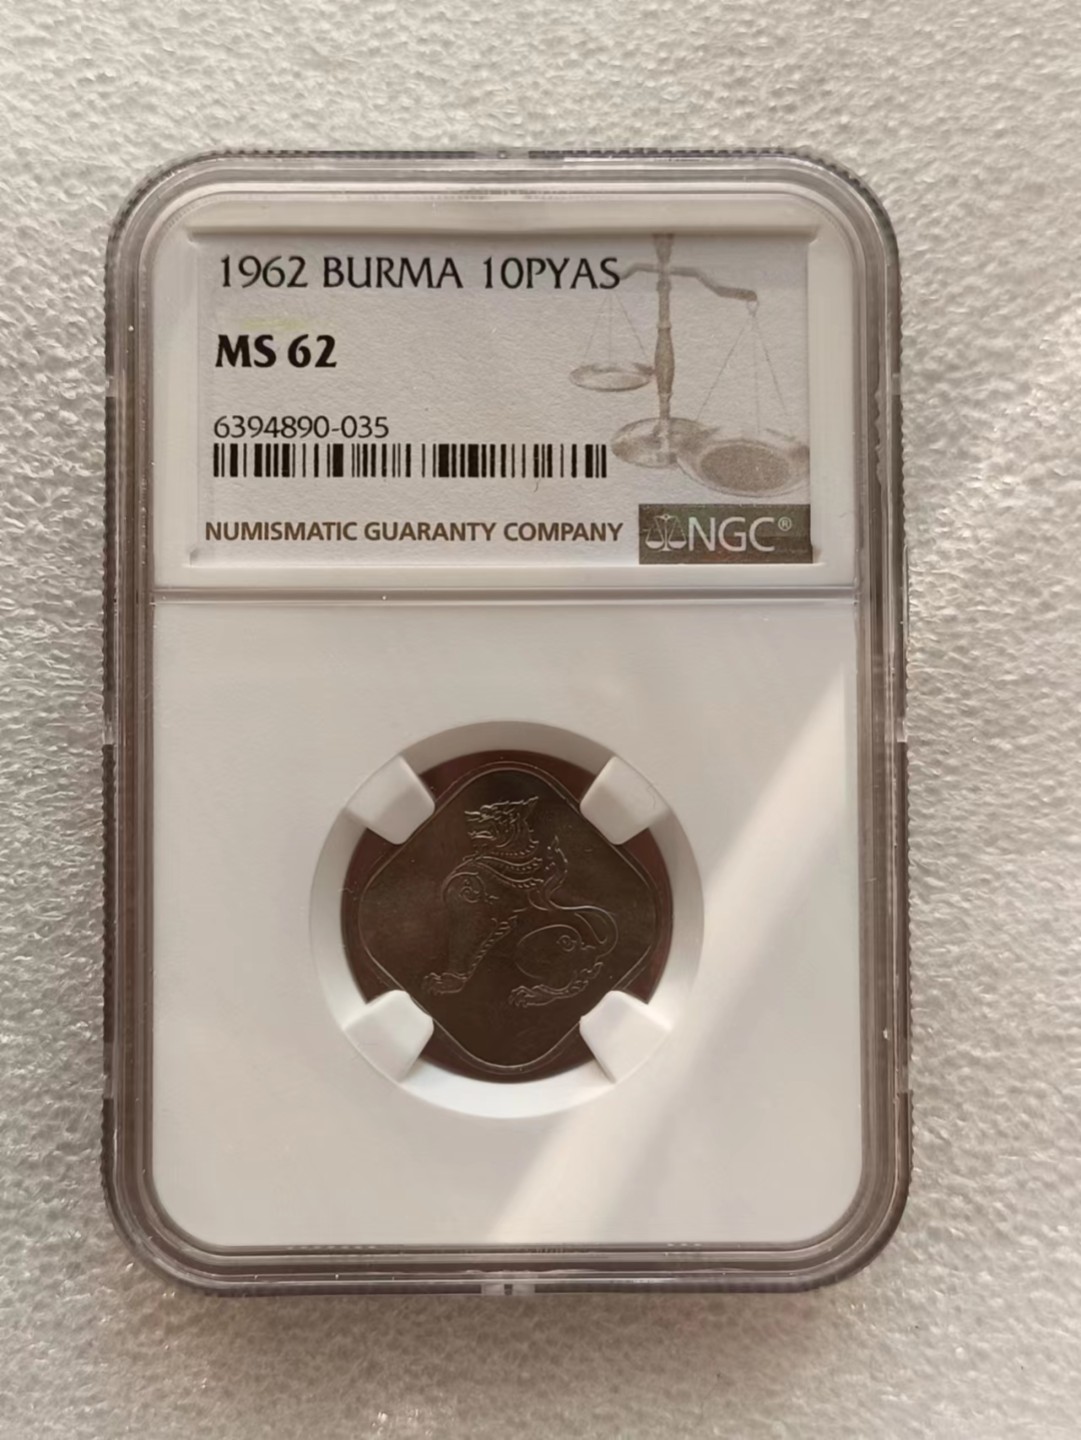 1962 BURMA 10PYAS
MS 62
6394890-035
NUMISMATIC GUARANTY COMPANY
NGC®